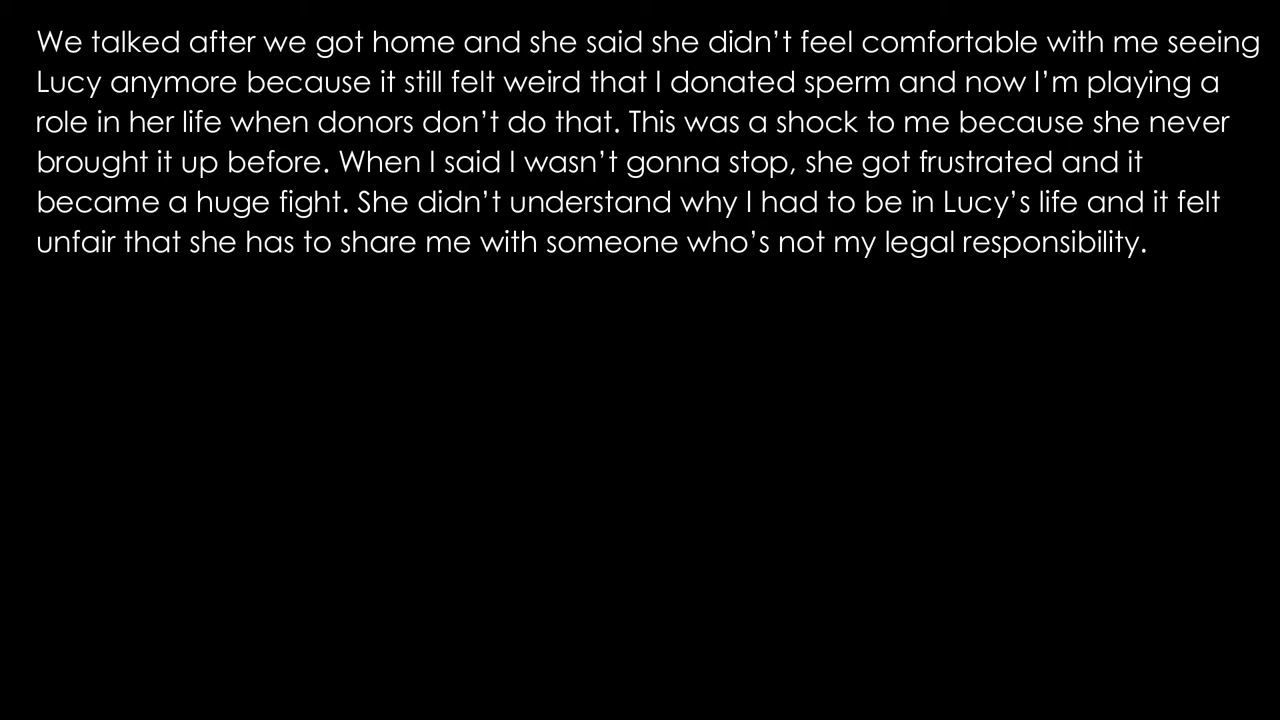 We talked after we got home and she said she didn’t feel comfortable with me seeing
Lucy anymore because it still felt weird that I donated sperm and now I’m playing a
role in her life when donors don’t do that. This was a shock to me because she never
brought it up before. When I said I wasn’t gonna stop, she got frustrated and it
became a huge fight. She didn’t understand why I had to be in Lucy’s life and it felt
unfair that she has to share me with someone who’s not my legal responsibility.